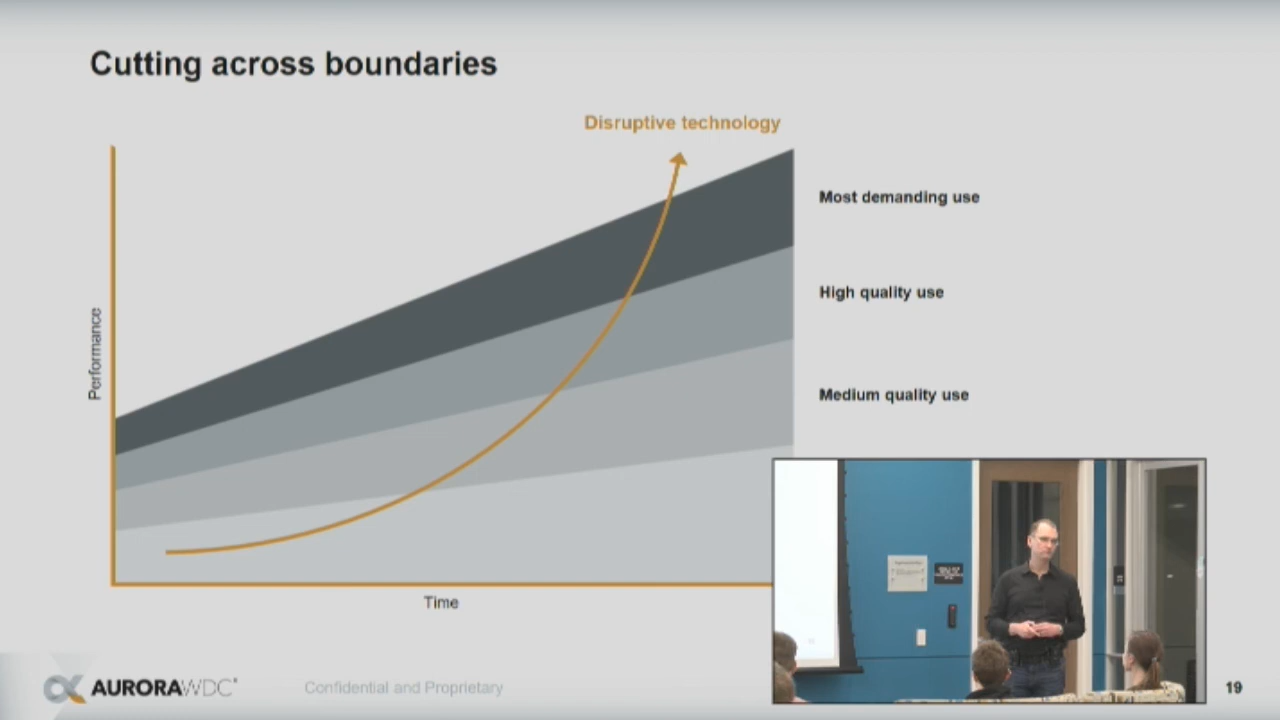 Cutting across boundaries
Disruptive technology
Most demanding use
High quality use
Medium quality use
Performance
Time
AURORAWDC
Confidential and Proprietary
19